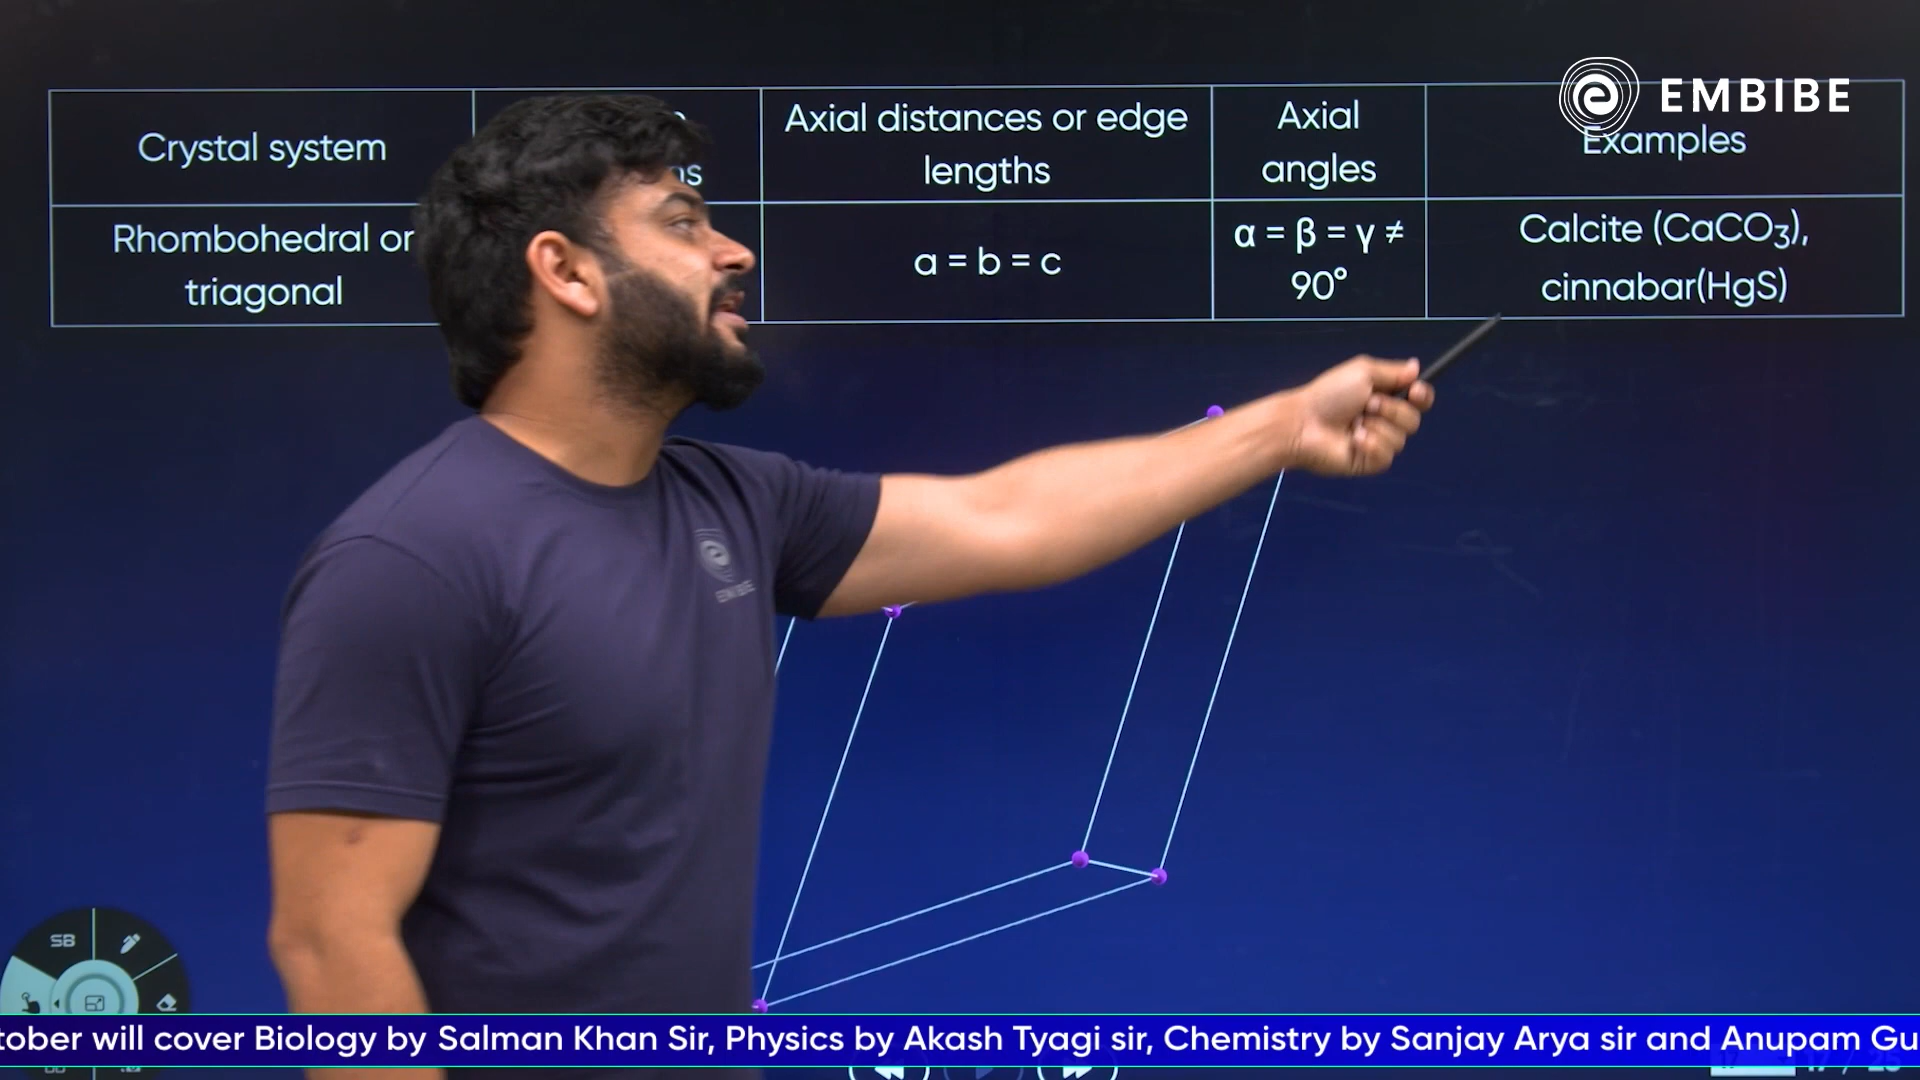 EMBIBE
Crystal system
Axial distances or edge
lengths
Axial
angles
Examples
Rhombohedral or
triagonal
a = b = c
α = β = γ ≠
90°
Calcite (CaCO₃),
cinnabar(HgS)
EMBIBE
SB
tober will cover Biology by Salman Khan Sir, Physics by Akash Tyagi sir, Chemistry by Sanjay Arya sir and Anupam Gu